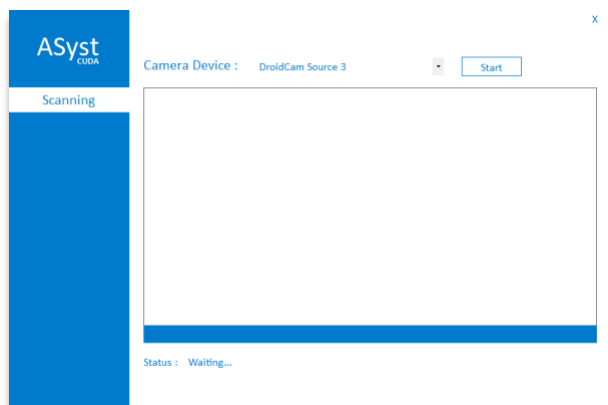 X
ASyst
CUDA
Camera Device : DroidCam Source 3 Start
Scanning
Status : Waiting...